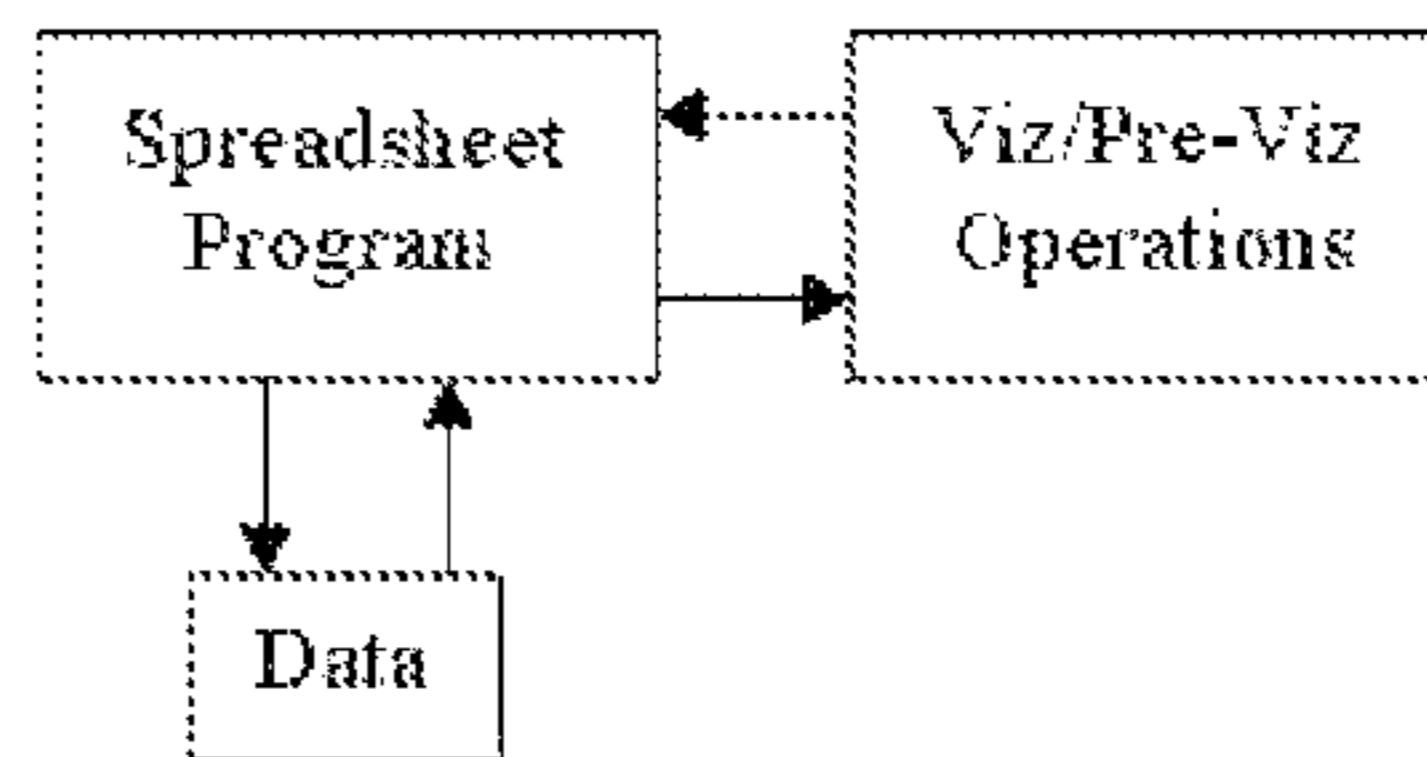 Spreadsheet
Program
Viz/Pre-Viz
Operations
Data